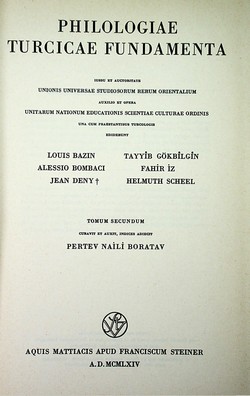 PHILOLOGIAE
TURCICAE FUNDAMENTA
IUSSU ET AUCTORITATE
UNIONIS UNIVERSAE STUDIOSORUM RERUM ORIENTALIUM
AUXILIO ET OPERA
UNITARUM NATIONUM EDUCATIONIS SCIENTIAE CULTURAE ORDINIS
UNA CUM PRAESTANTIBUS TURCOLOGIS
EDIDERUNT
LOUIS BAZIN
ALESSIO BOMBACI
JEAN DENY †
TAYYİB GÖKBİLGİN
FAHİR İZ
HELMUTH SCHEEL
TOMUM SECUNDUM
CURAVIT ET AUXIT, INDICES ADIECIT
PERTEV NAİLİ BORATAV
AQUIS MATTIACIS APUD FRANCISCUM STEINER
A.D.MCMLXIV